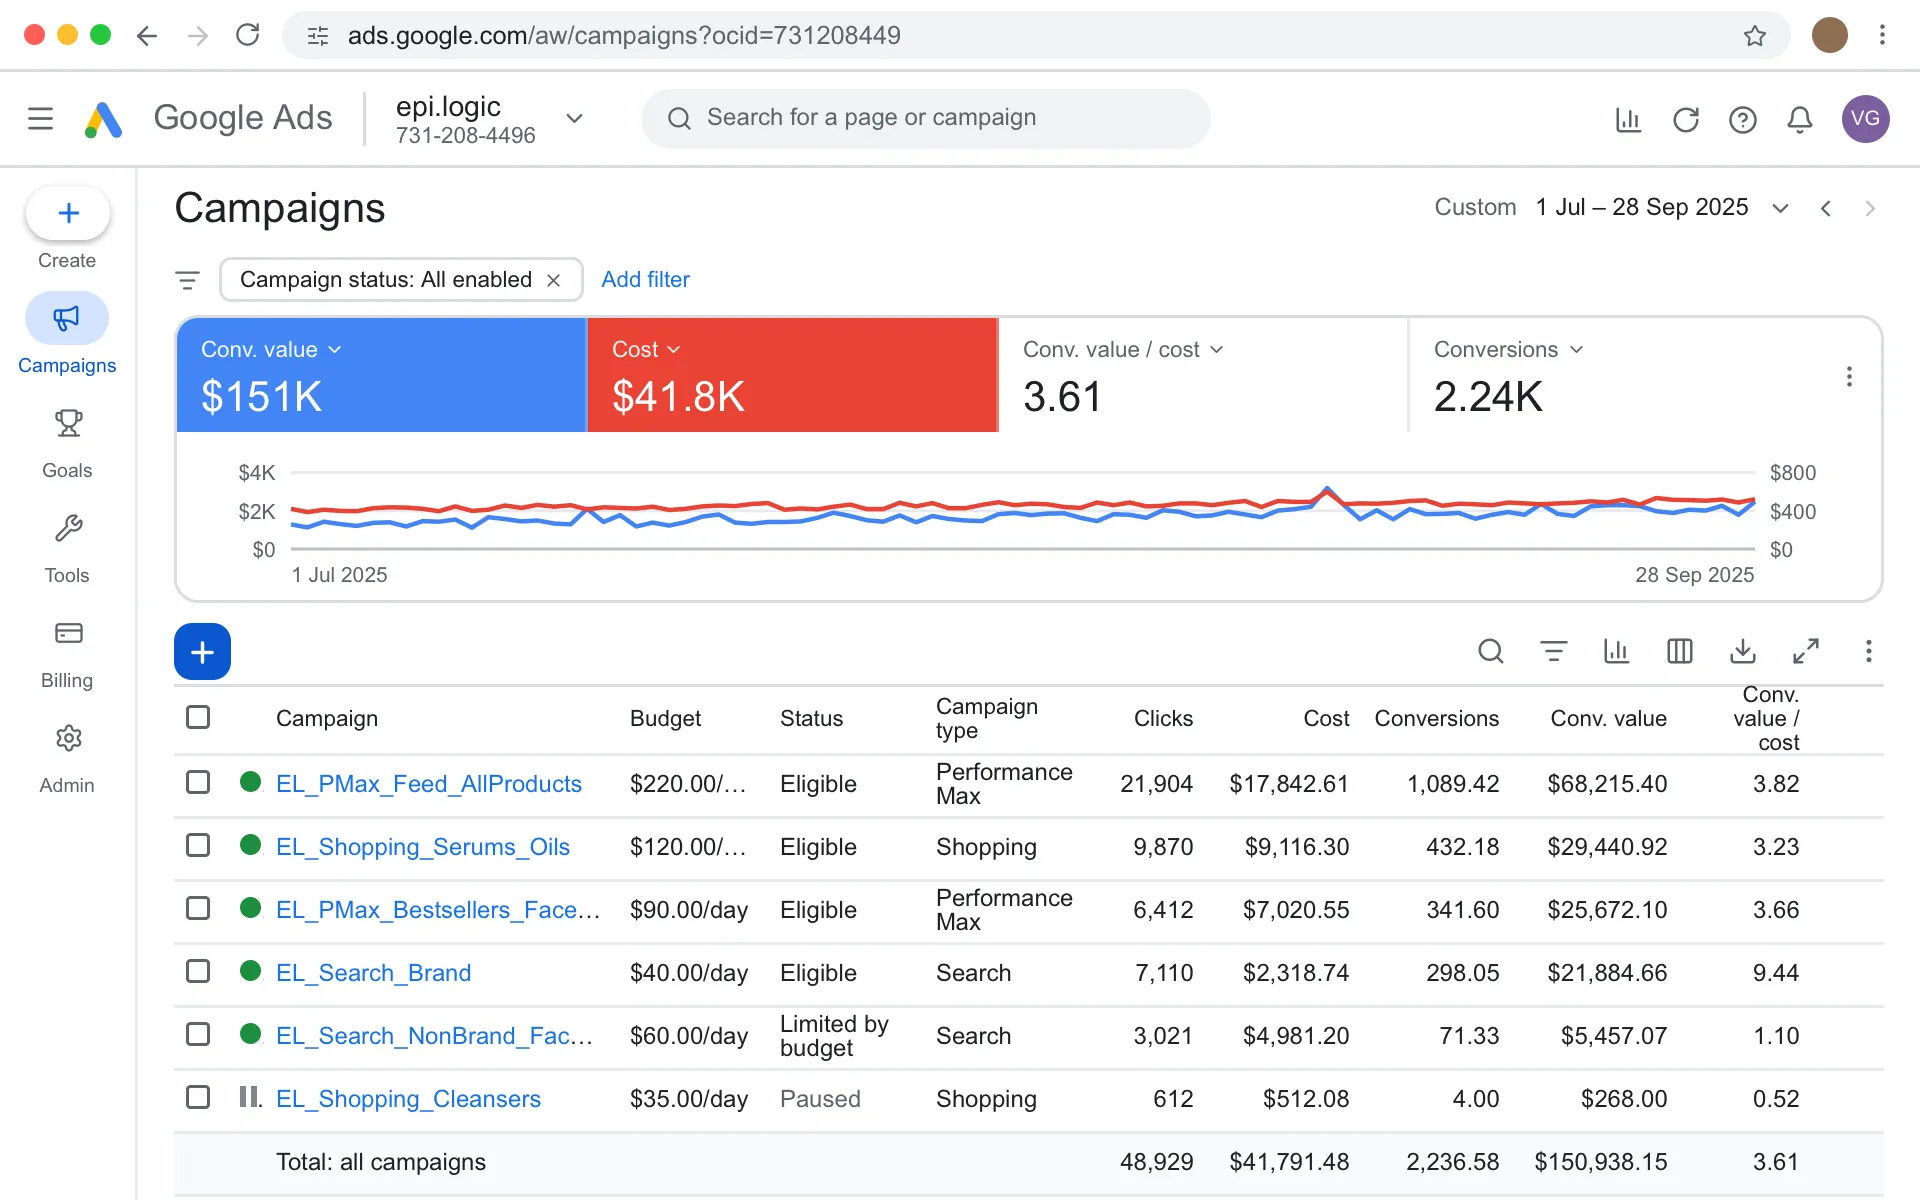 ads.google.com/aw/campaigns?ocid=731208449
Google Ads
epi.logic
731-208-4496
Search for a page or campaign
VG
Create
Campaigns
Goals
Tools
Billing
Admin
Campaigns
Custom 1 Jul – 28 Sep 2025
Campaign status: All enabled
Add filter
Conv. value
$151K
Cost
$41.8K
Conv. value / cost
3.61
Conversions
2.24K
$4K $800
$2K $400
$0 $0
1 Jul 2025 28 Sep 2025
Campaign Budget Status Campaign type Clicks Cost Conversions Conv. value Conv. value / cost
EL_PMax_Feed_AllProducts $220.00/… Eligible Performance Max 21,904 $17,842.61 1,089.42 $68,215.40 3.82
EL_Shopping_Serums_Oils $120.00/… Eligible Shopping 9,870 $9,116.30 432.18 $29,440.92 3.23
EL_PMax_Bestsellers_Face… $90.00/day Eligible Performance Max 6,412 $7,020.55 341.60 $25,672.10 3.66
EL_Search_Brand $40.00/day Eligible Search 7,110 $2,318.74 298.05 $21,884.66 9.44
EL_Search_NonBrand_Fac… $60.00/day Limited by budget Search 3,021 $4,981.20 71.33 $5,457.07 1.10
EL_Shopping_Cleansers $35.00/day Paused Shopping 612 $512.08 4.00 $268.00 0.52
Total: all campaigns 48,929 $41,791.48 2,236.58 $150,938.15 3.61